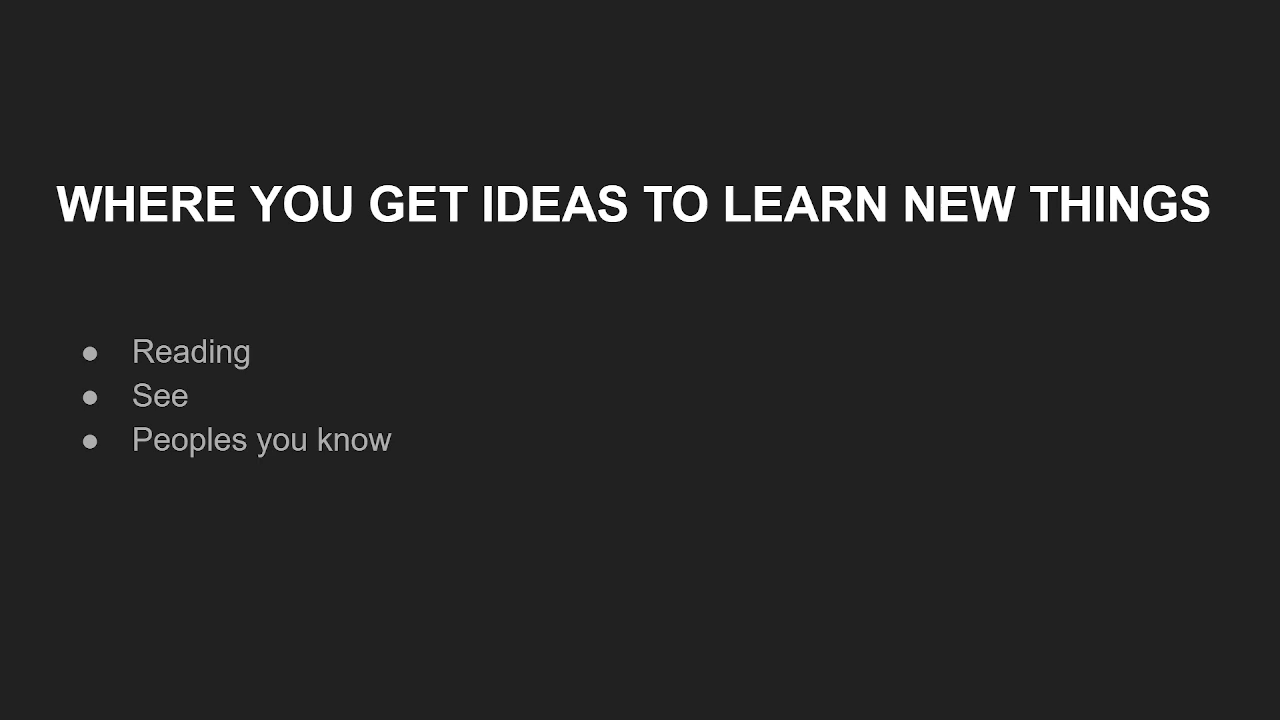 WHERE YOU GET IDEAS TO LEARN NEW THINGS
● Reading
● See
● Peoples you know